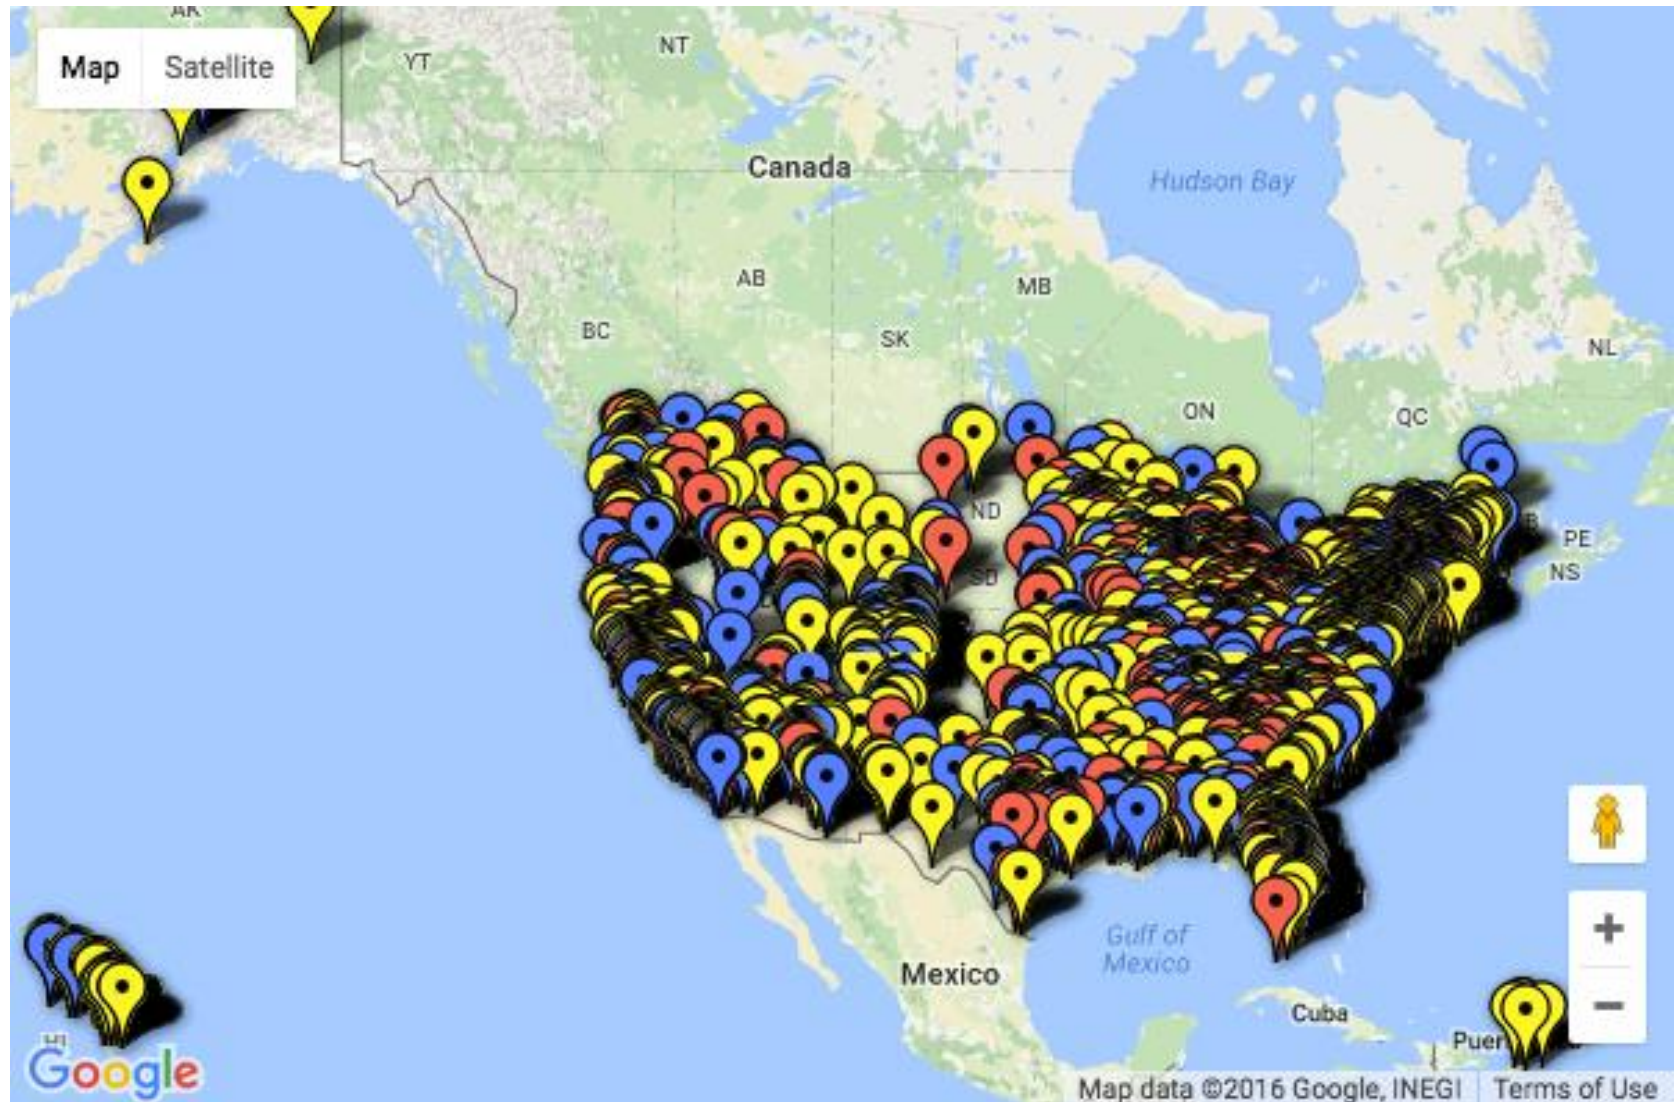 AK
Map
Satellite
YT
NT
Canada
Hudson Bay
AB
MB
BC
SK
NL
ON
QC
ND
PE
SD
NS
Gulf of
Mexico
Mexico
Cuba
HI
Google
Map data ©2016 Google, INEGI
Terms of Use